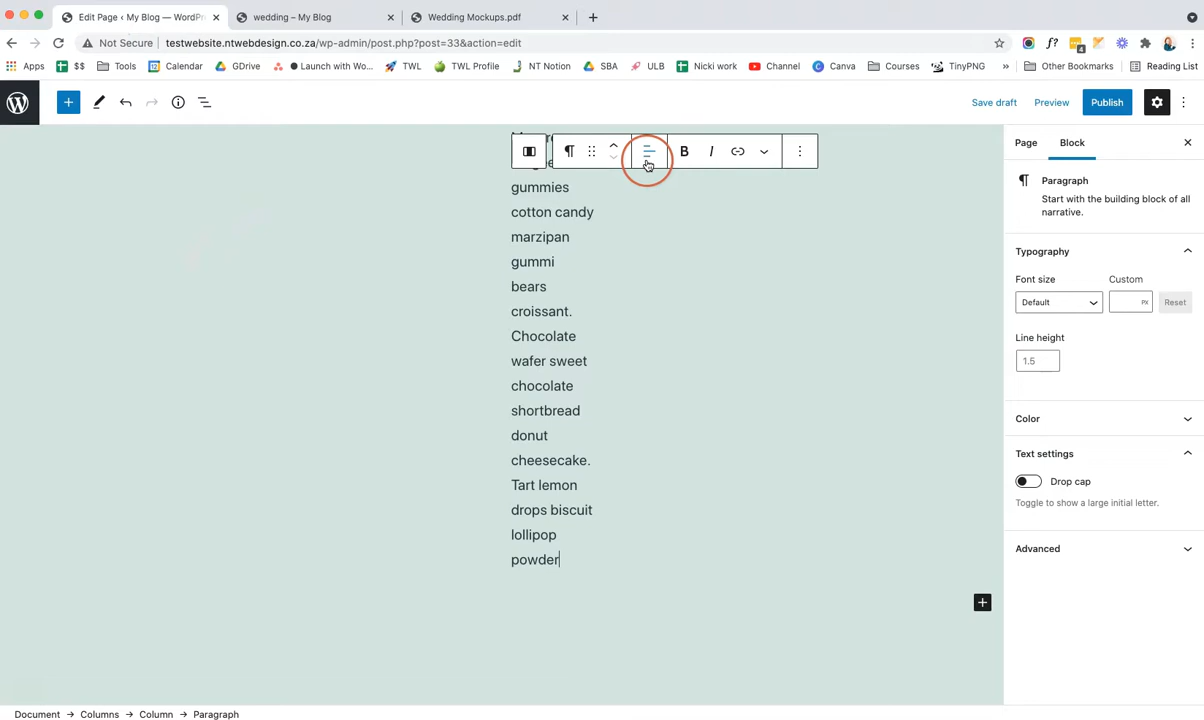 Edit Page ‹ My Blog — WordPr
wedding – My Blog
Wedding Mockups.pdf
Not Secure
testwebsite.ntwebdesign.co.za/wp-admin/post.php?post=33&action=edit
Apps
$$
Tools
Calendar
GDrive
Launch with Wo...
TWL
TWL Profile
NT Notion
SBA
ULB
Nicki work
Channel
Canva
Courses
TinyPNG
»
Other Bookmarks
Reading List
Save draft
Preview
Publish
B
I
gummies
cotton candy
marzipan
gummi
bears
croissant.
Chocolate
wafer sweet
chocolate
shortbread
donut
cheesecake.
Tart lemon
drops biscuit
lollipop
powder
Page
Block
Paragraph
Start with the building block of all
narrative.
Typography
Font size
Custom
Default
PX
Reset
Line height
1.5
Color
Text settings
Drop cap
Toggle to show a large initial letter.
Advanced
Document → Columns → Column → Paragraph